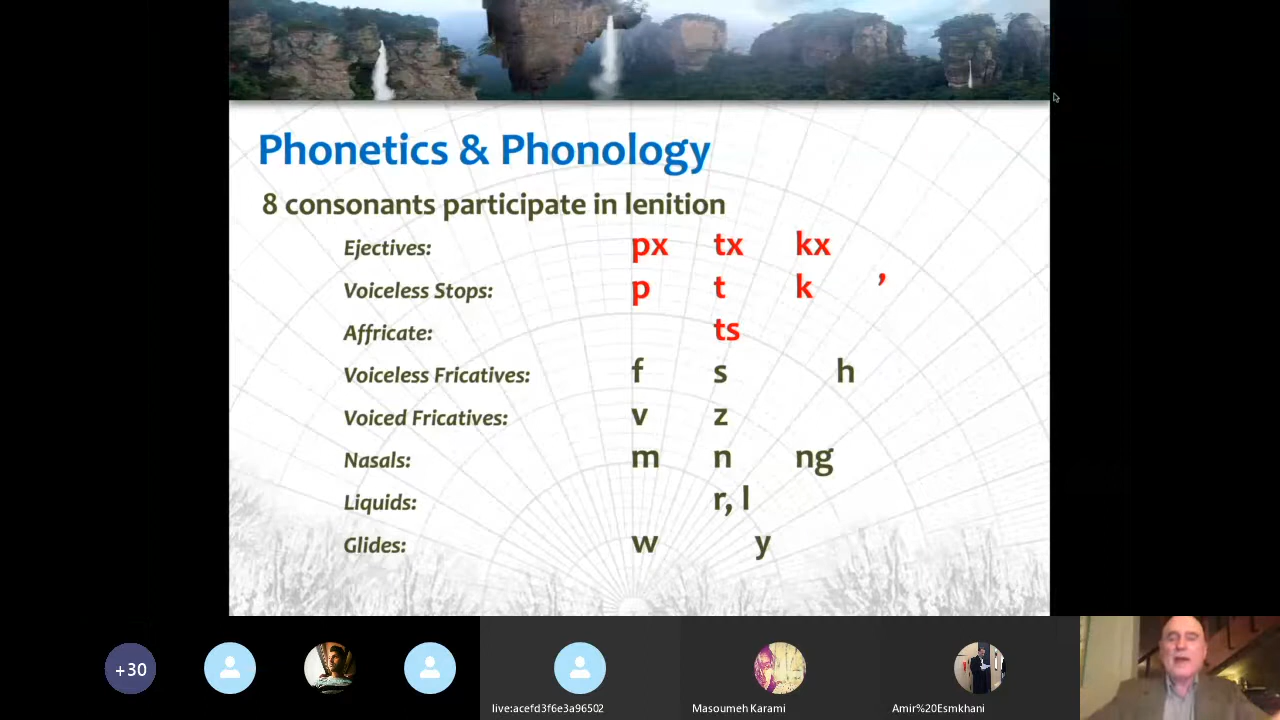 Phonetics & Phonology
8 consonants participate in lenition
Ejectives: px tx kx
Voiceless Stops: p t k ’
Affricate: ts
Voiceless Fricatives: f s h
Voiced Fricatives: v z
Nasals: m n ng
Liquids: r, l
Glides: w y
+30
live:acefd3f6e3a96502
Masoumeh Karami
Amir%20Esmkhani